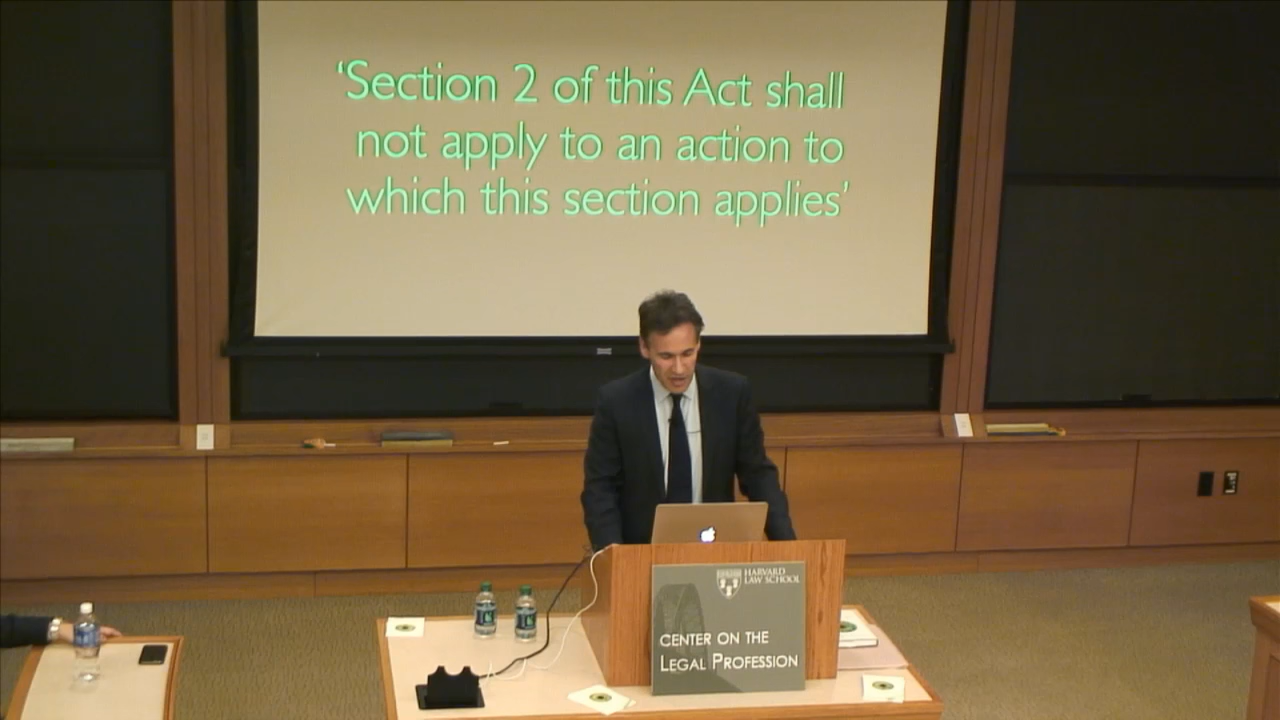 ‘Section 2 of this Act shall
not apply to an action to
which this section applies’
HARVARD
LAW SCHOOL
CENTER ON THE
LEGAL PROFESSION